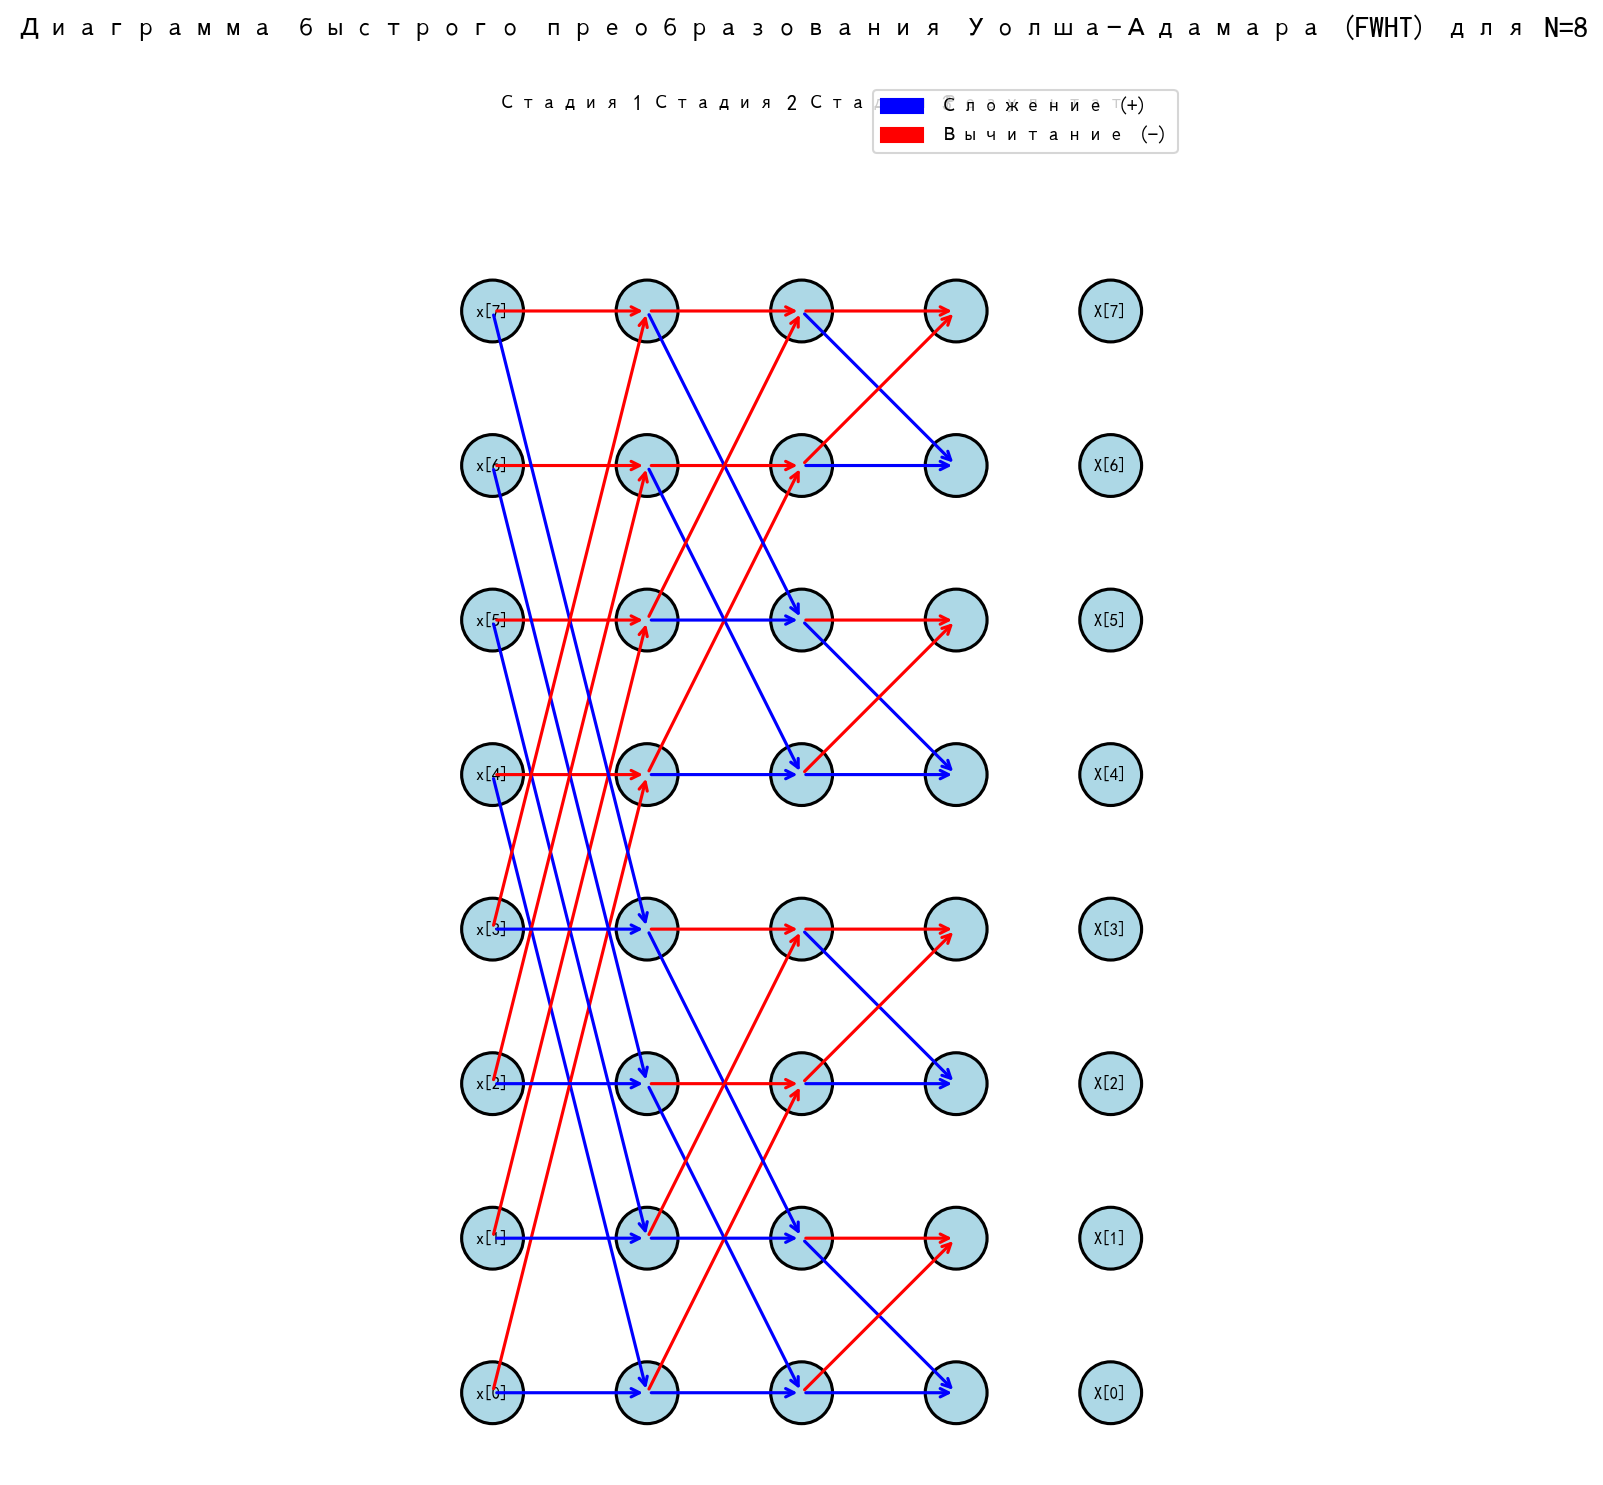 Диаграмма быстрого преобразования Уолша-Адамара (FWHT) для N=8
Стадия 1 Стадия 2
Сложение (+)
Вычитание (−)
x[7] X[7]
x[6] X[6]
x[5] X[5]
x[4] X[4]
x[3] X[3]
x[2] X[2]
x[1] X[1]
x[0] X[0]